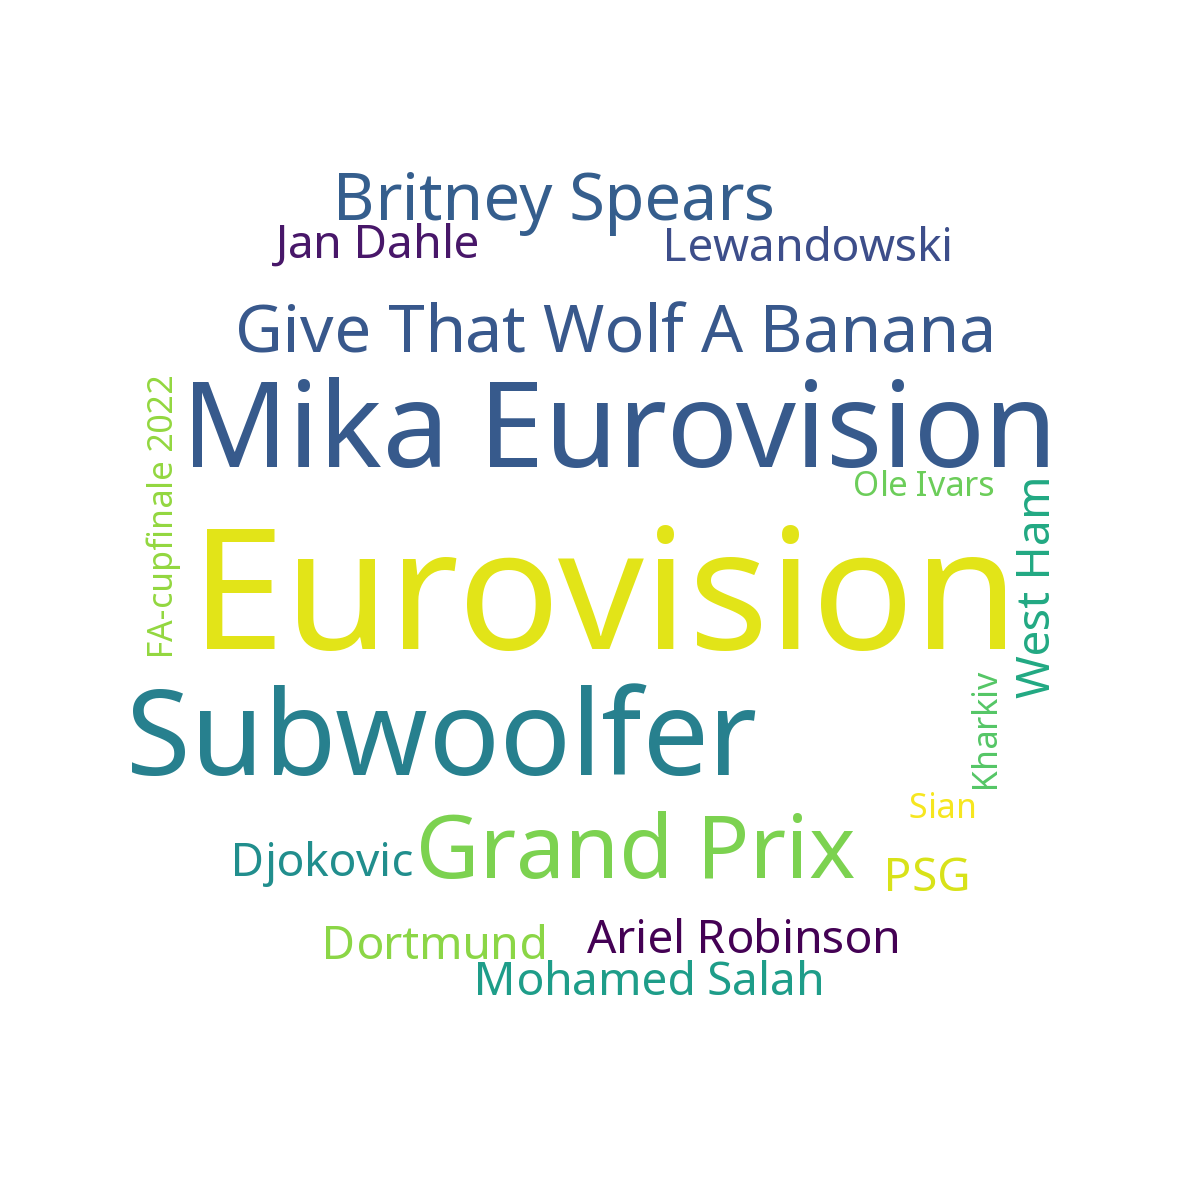 Britney Spears
Jan Dahle
Lewandowski
Give That Wolf A Banana
Mika Eurovision
FA-cupfinale 2022
Ole Ivars
West Ham
Eurovision
Subwoolfer
Kharkiv
Sian
Grand Prix
Djokovic
PSG
Dortmund
Ariel Robinson
Mohamed Salah